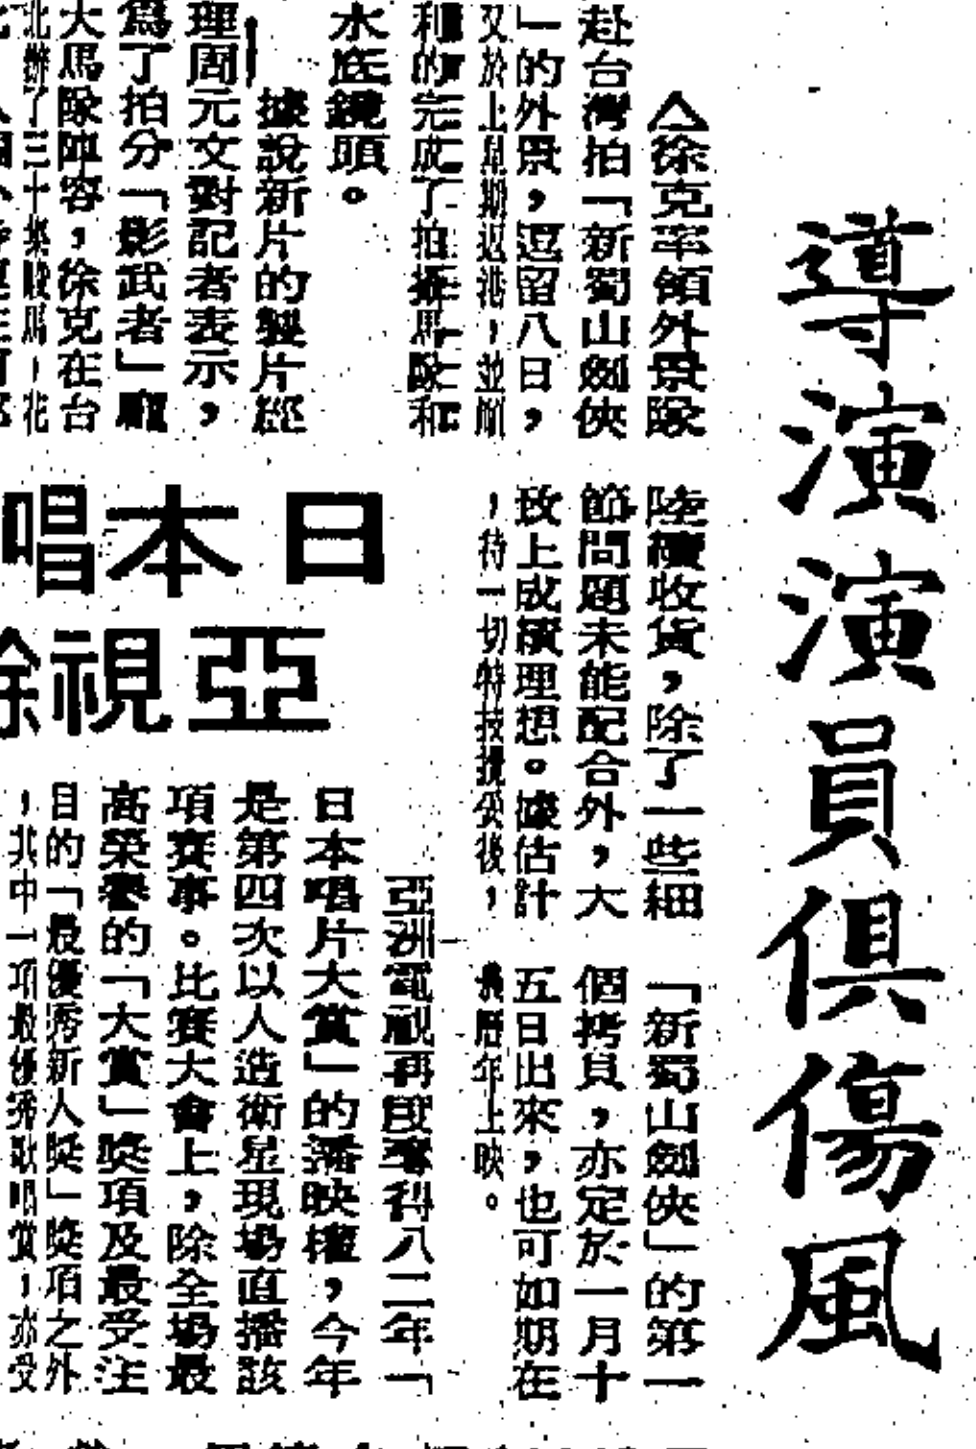 導演演員俱傷風
△徐克率領外景隊
赴台灣拍「新蜀山劍俠
」的外景，逗留八日，
又於上星期返港，並順
利的完成了拍攝馬隊和
水底鏡頭。
據說新片的製片經
理周元文對記者表示，
為了拍分「影武者」龐
大馬隊陣容，徐克在台
北辦了三十集駿馬，花
陸續收貨，除了一些細
節問題未能配合外，大
致上成績理想。據估計
，待一切特技攪妥後，
「新蜀山劍俠」的第一
個拷貝，亦定於一月十
五日出來，也可如期在
農曆年上映。
日本唱
亞視除
亞洲電視再度奪得八二年「
日本唱片大賞」的播映權，今年
是第四次以人造衛星現場直播該
項賽事。比賽大會上，除全場最
高榮譽的「大賞」獎項及最受注
目的「最優秀新人獎」獎項之外
，其中一項最優秀歌唱賞，亦受